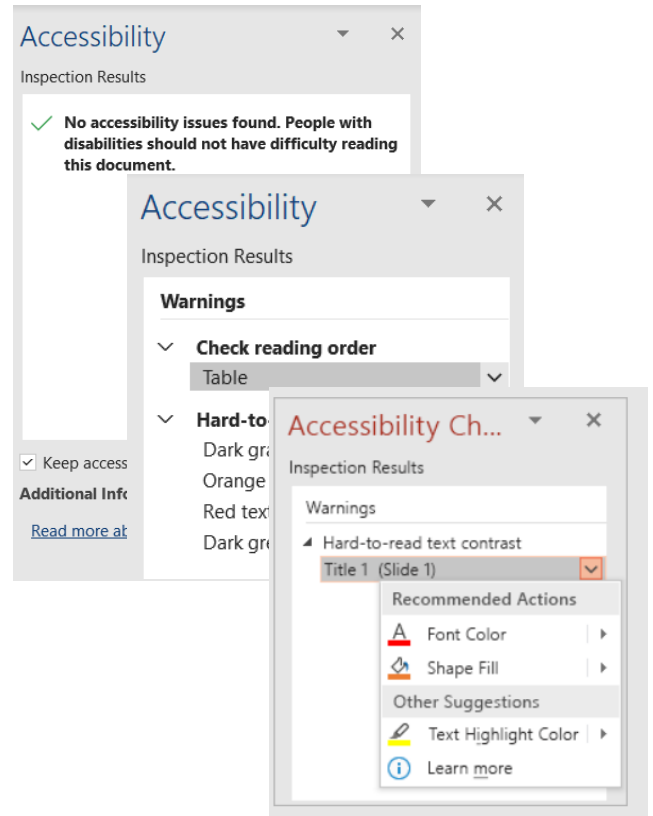 Accessibility
Inspection Results
No accessibility issues found. People with
disabilities should not have difficulty reading
this document.
Keep access
Additional Info
Read more ab
Accessibility
Inspection Results
Warnings
Check reading order
Table
Hard-to-
Dark gra
Orange
Red text
Dark gre
Accessibility Ch...
Inspection Results
Warnings
Hard-to-read text contrast
Title 1 (Slide 1)
Recommended Actions
Font Color
Shape Fill
Other Suggestions
Text Highlight Color
Learn more